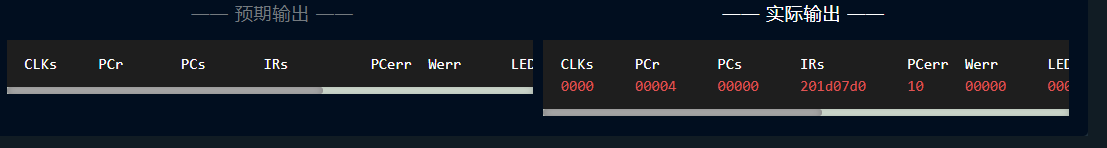 —— 预期输出 ——
CLKs PCr PCs IRs PCerr Werr LED
—— 实际输出 ——
CLKs PCr PCs IRs PCerr Werr LED
0000 00004 00000 201d07d0 10 00000 000